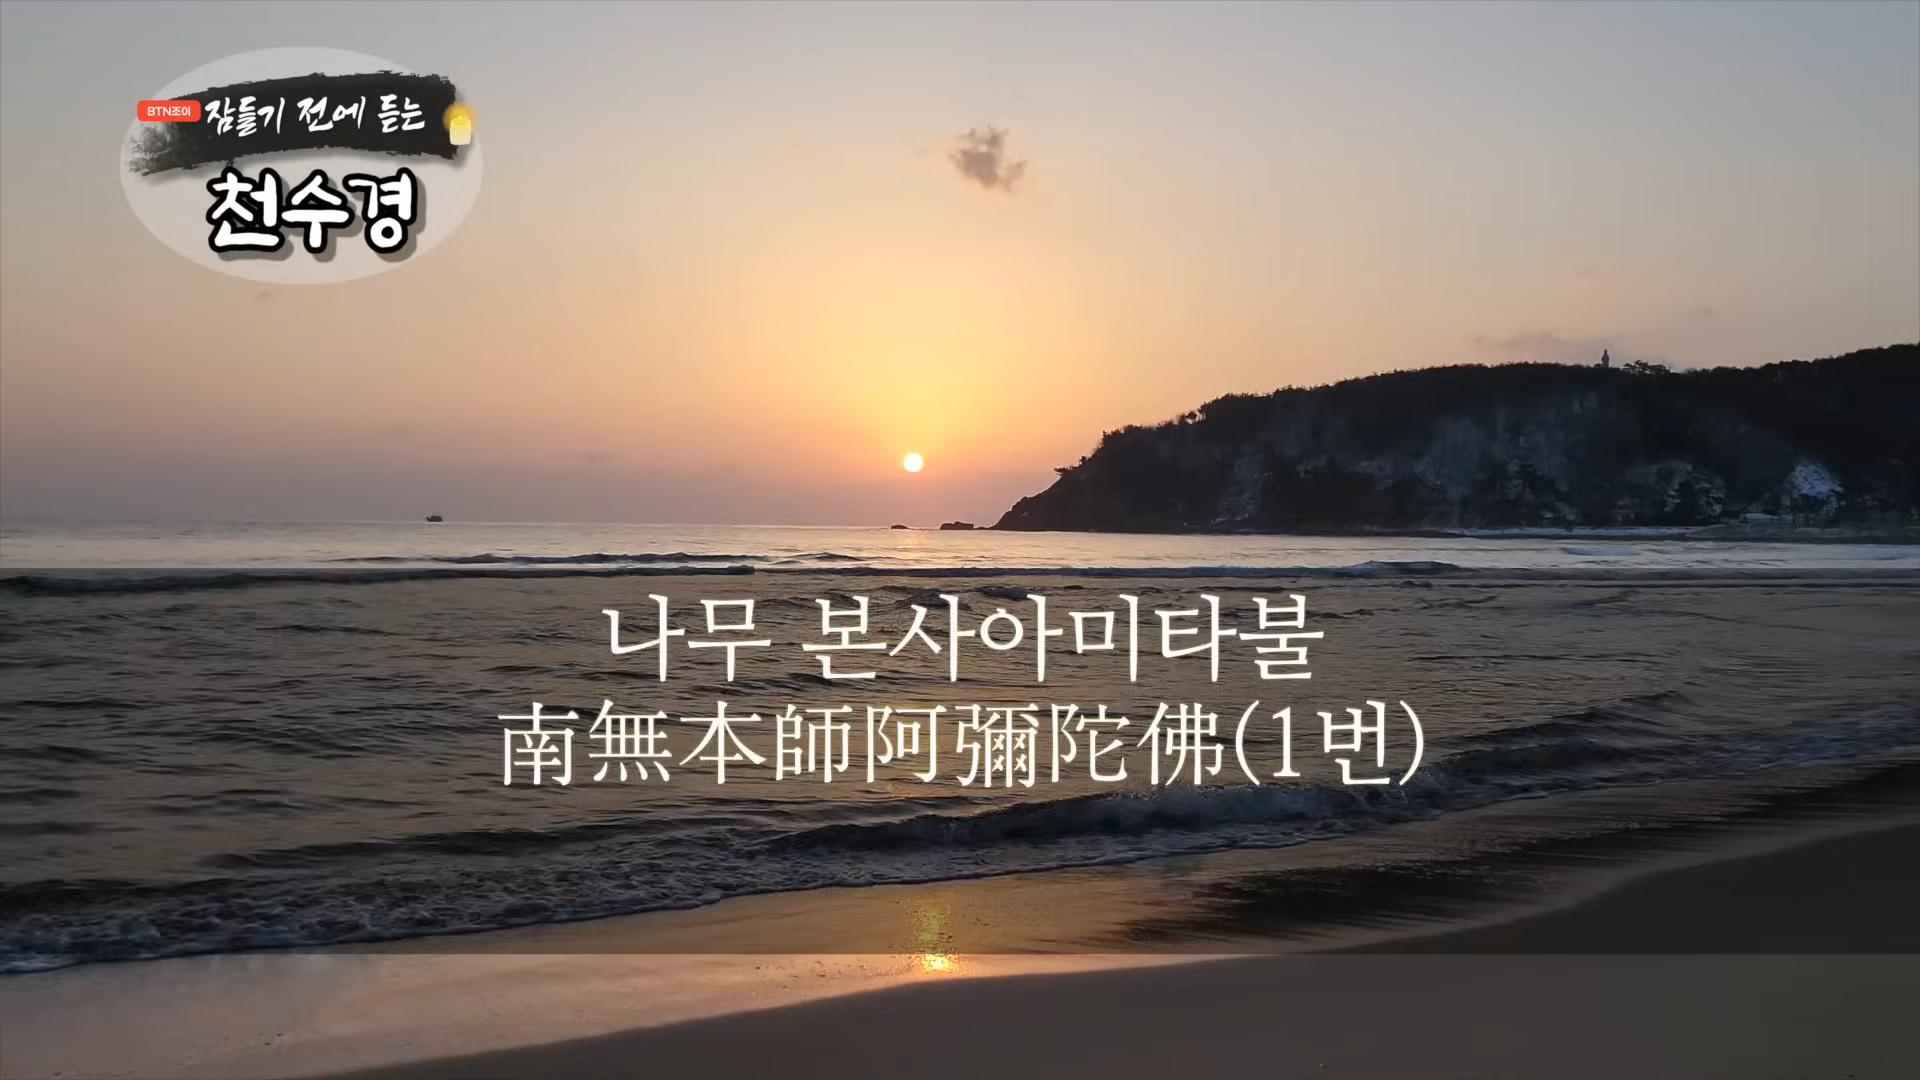 BTN조이
잠들기 전에 듣는
천수경
나무 본사아미타불
南無本師阿彌陀佛(1번)